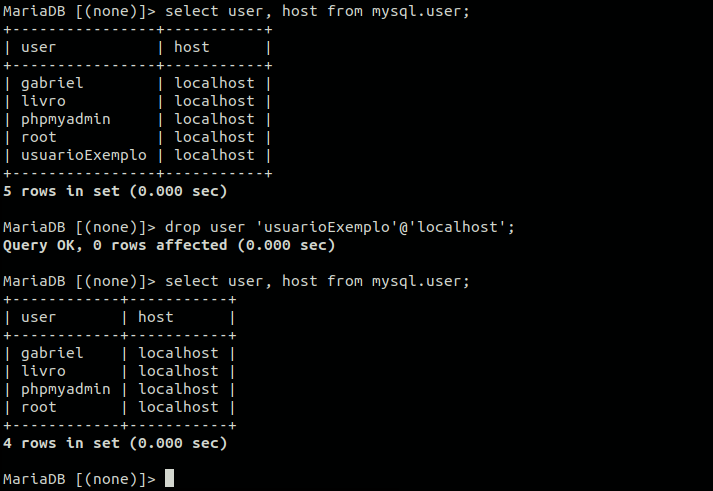 MariaDB [(none)]> select user, host from mysql.user;
+----------------+-----------+
| user           | host      |
+----------------+-----------+
| gabriel        | localhost |
| livro          | localhost |
| phpmyadmin     | localhost |
| root           | localhost |
| usuarioExemplo | localhost |
+----------------+-----------+
5 rows in set (0.000 sec)
MariaDB [(none)]> drop user 'usuarioExemplo'@'localhost';
Query OK, 0 rows affected (0.000 sec)
MariaDB [(none)]> select user, host from mysql.user;
+------------+-----------+
| user       | host      |
+------------+-----------+
| gabriel    | localhost |
| livro      | localhost |
| phpmyadmin | localhost |
| root       | localhost |
+------------+-----------+
4 rows in set (0.000 sec)
MariaDB [(none)]>